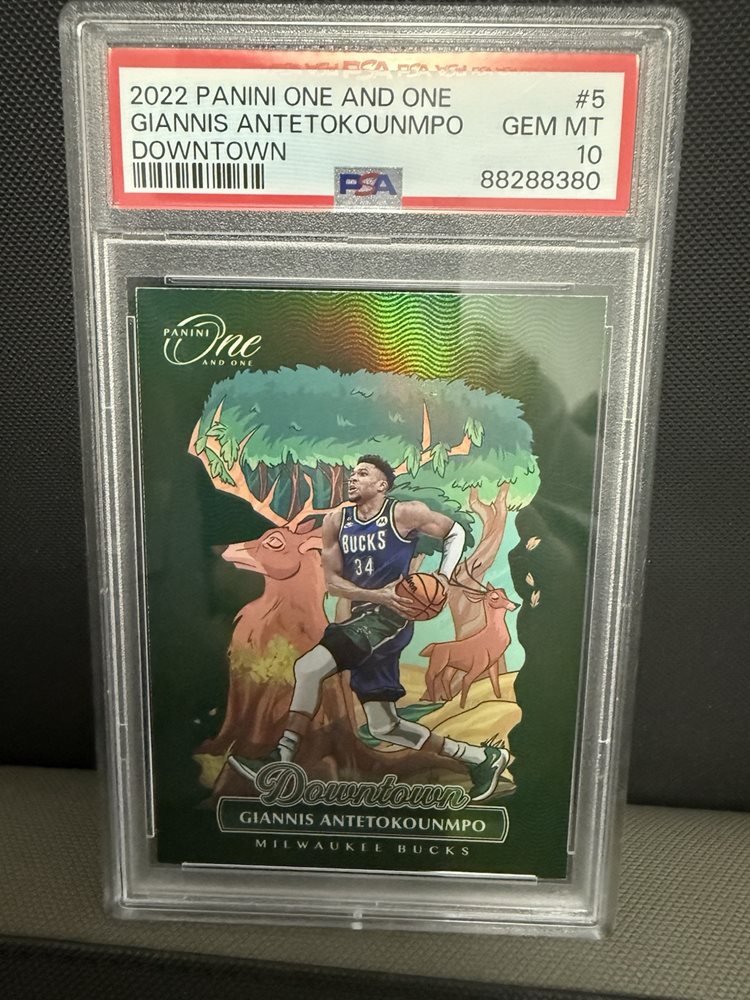 2022 PANINI ONE AND ONE #5
GIANNIS ANTETOKOUNMPO GEM MT
DOWNTOWN 10
PSA 88288380
PANINI
One
AND ONE
BUCKS
34
Downtown
GIANNIS ANTETOKOUNMPO
MILWAUKEE BUCKS